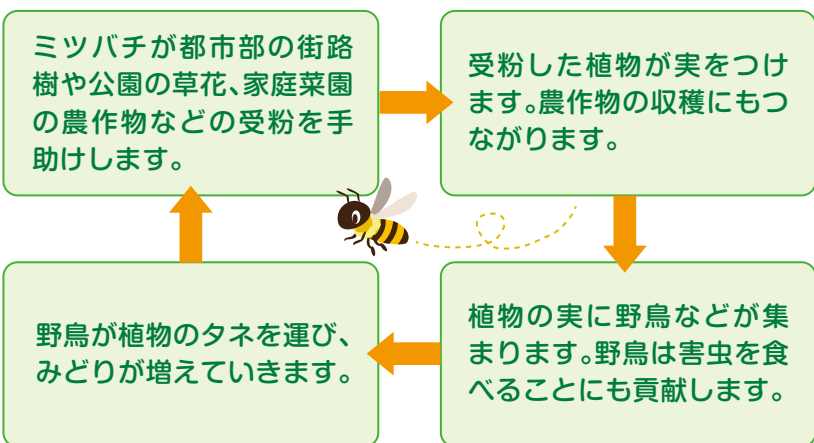 ミツバチが都市部の街路
樹や公園の草花、家庭菜園
の農作物などの受粉を手
助けします。
受粉した植物が実をつけ
ます。農作物の収穫にもつ
ながります。
植物の実に野鳥などが集
まります。野鳥は害虫を食
べることにも貢献します。
野鳥が植物のタネを運び、
みどりが増えていきます。